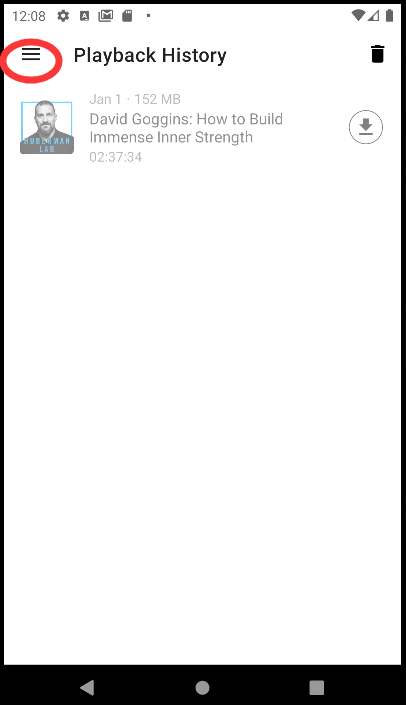 12:08
Playback History
Jan 1 · 152 MB
David Goggins: How to Build
Immense Inner Strength
HUBERMAN
LAB
02:37:34